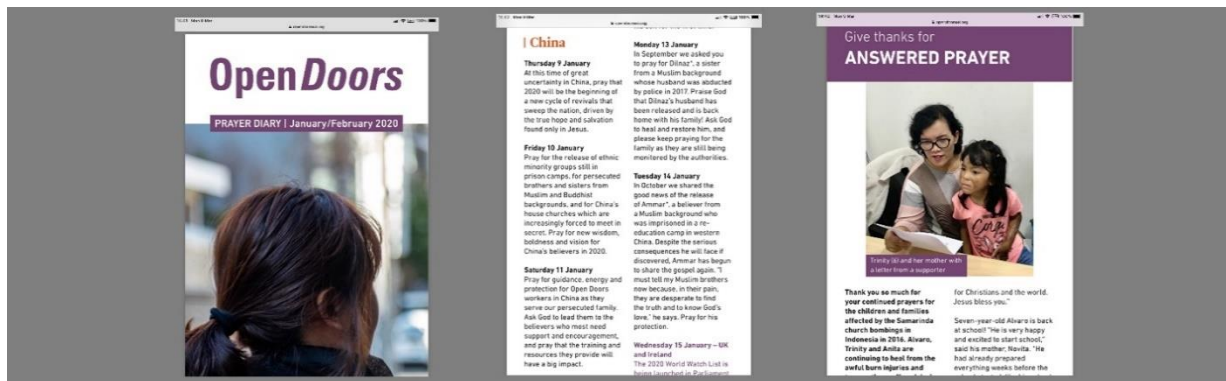 OpenDoors
PRAYER DIARY | January/February 2020
| China
Thursday 9 January
At this time of great
uncertainty in China, pray that
2020 will be the beginning of
a new cycle of revivals that
sweep the nation, driven by
the true hope and salvation
found only in Jesus.
Friday 10 January
Pray for the release of ethnic
minority groups still in
prison camps, for persecuted
brothers and sisters from
Muslim and Buddhist
backgrounds, and for China's
house churches which are
increasingly forced to meet in
secret. Pray for new wisdom,
boldness and vision for
China's believers in 2020.
Saturday 11 January
Pray for guidance, energy and
protection for Open Doors
workers in China as they
serve our persecuted family.
Ask God to lead them to the
believers who most need
support and encouragement,
and pray that the training and
resources they provide will
have a big impact.
Monday 13 January
In September we asked you
to pray for Dilnaz*, a sister
from a Muslim background
whose husband was abducted
by police in 2017. Praise God
that Dilnaz's husband has
been released and is back
home with his family! Ask God
to heal and restore him, and
please keep praying for the
family as they are still being
monitored by the authorities.
Tuesday 14 January
In October we shared the
good news of the release
of Ammar*, a believer from
a Muslim background who
was imprisoned in a re-
education camp in western
China. Despite the serious
consequences he will face if
discovered, Ammar has begun
to share the gospel again. "I
must tell my Muslim brothers
now because, in their pain,
they are desperate to find
the truth and to know God's
love," he says. Pray for his
protection.
Wednesday 15 January – UK
and Ireland
The 2020 World Watch List is
being launched in Parliament
Give thanks for
ANSWERED PRAYER
Trinity (6) and her mother with
a letter from a supporter
Thank you so much for
your continued prayers for
the children and families
affected by the Samarinda
church bombings in
Indonesia in 2016. Alvaro,
Trinity and Anita are
continuing to heal from the
awful burn injuries and
for Christians and the world.
Jesus bless you."
Seven-year-old Alvaro is back
at school! "He is very happy
and excited to start school,"
said his mother, Novita. "He
had already prepared
everything weeks before the